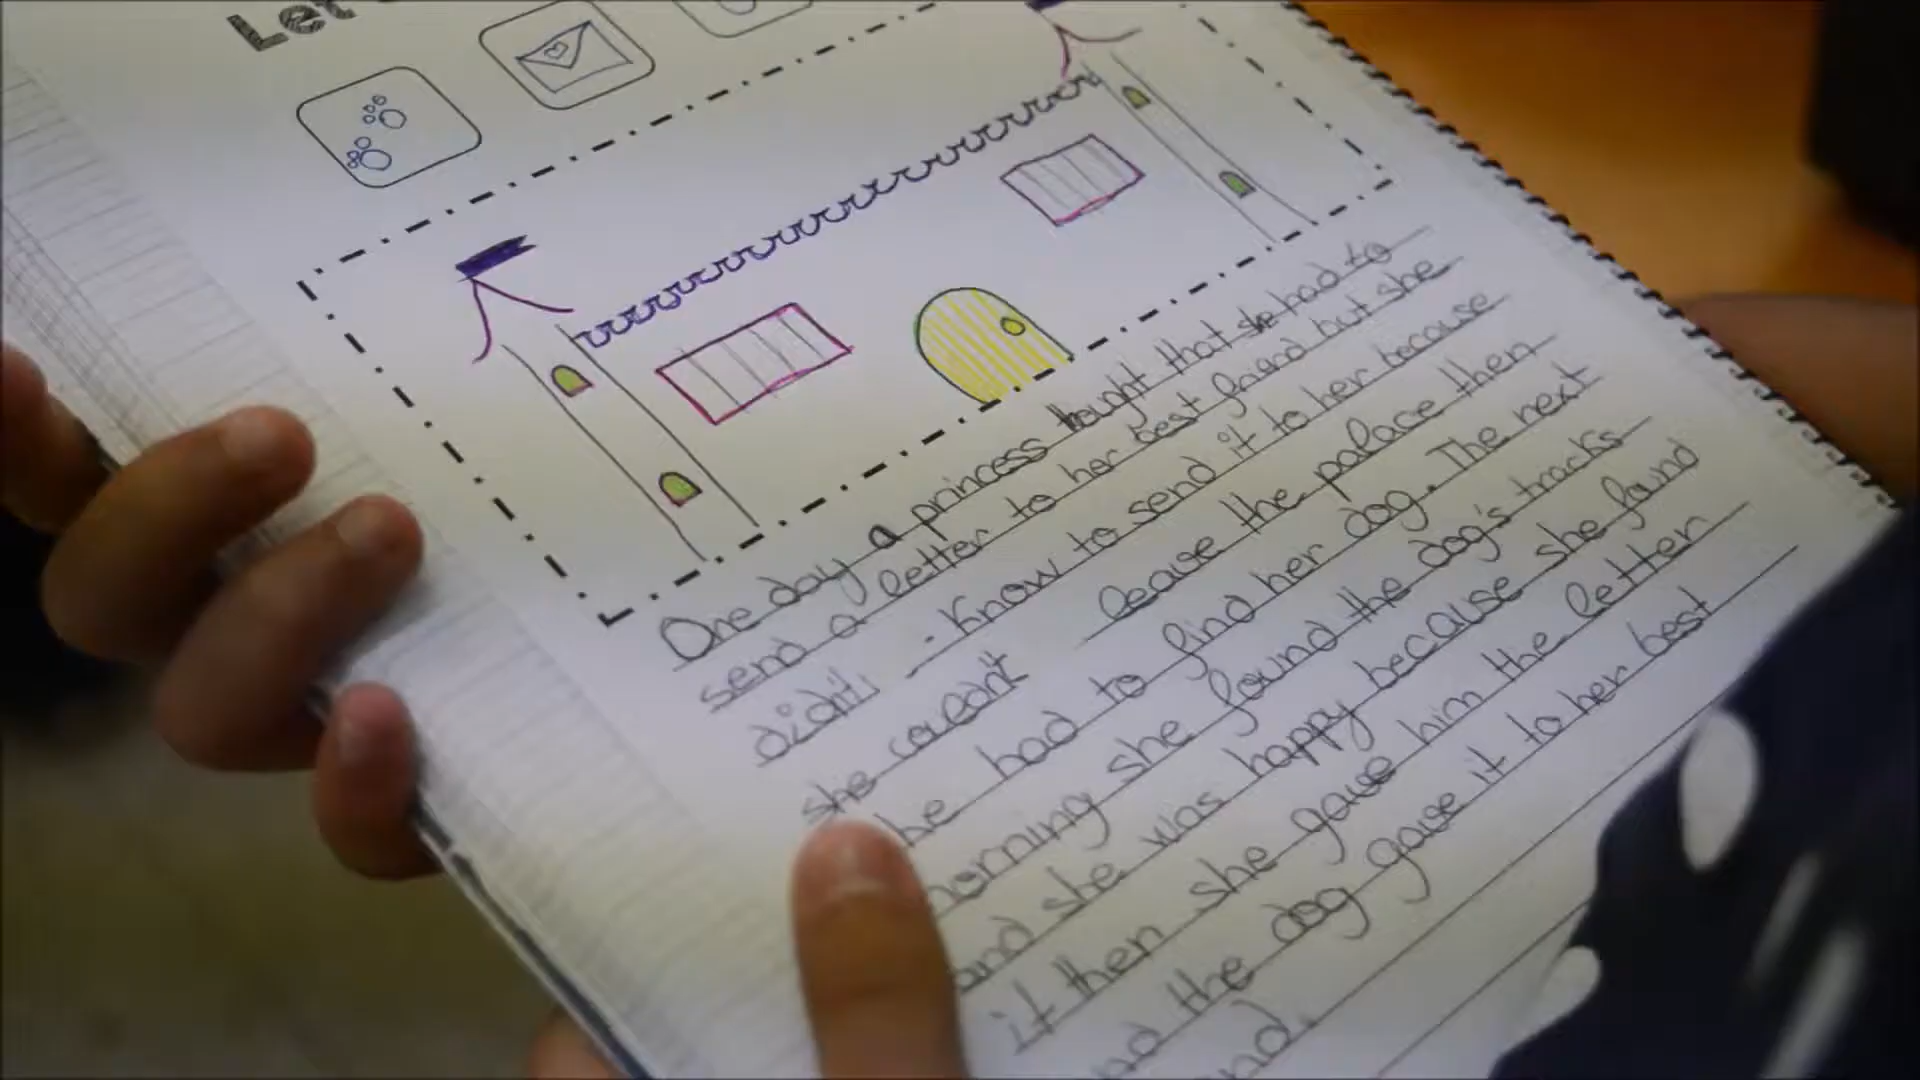 Let
One day a princess thought that she had to
send a letter to her best friend but she
didn't know to send it to her because
she couldn't leave the palace then
he had to find her dog. The next
morning she found the dog's tracks
and she was happy because she found
it then she gave him the letter
nd the dog gave it to her best
end.